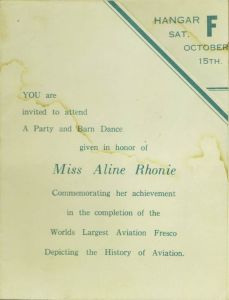 HANGAR F
SAT.
OCTOBER
15TH.
YOU are
invited to attend
A Party and Barn Dance
given in honor of
Miss Aline Rhonie
Commemorating her achievement
in the completion of the
Worlds Largest Aviation Fresco
Depicting the History of Aviation.